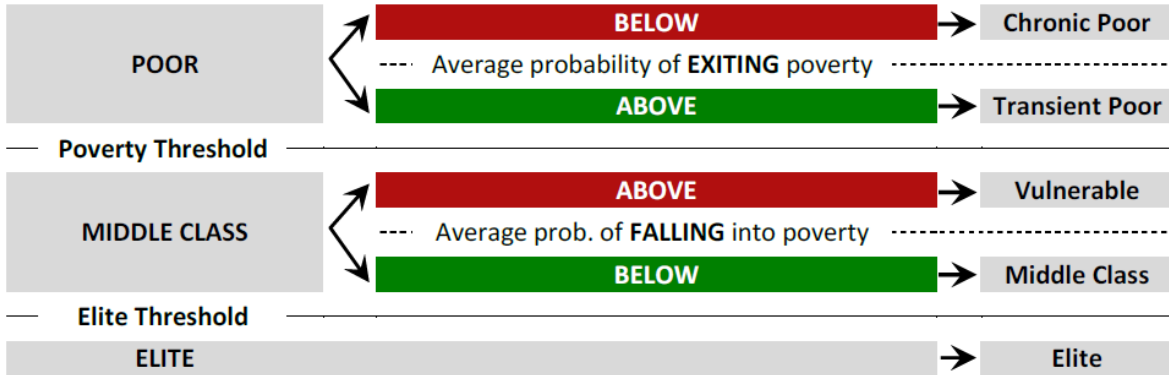 BELOW
Chronic Poor
POOR
Average probability of EXITING poverty
ABOVE
Transient Poor
Poverty Threshold
ABOVE
Vulnerable
MIDDLE CLASS
Average prob. of FALLING into poverty
BELOW
Middle Class
Elite Threshold
ELITE
Elite